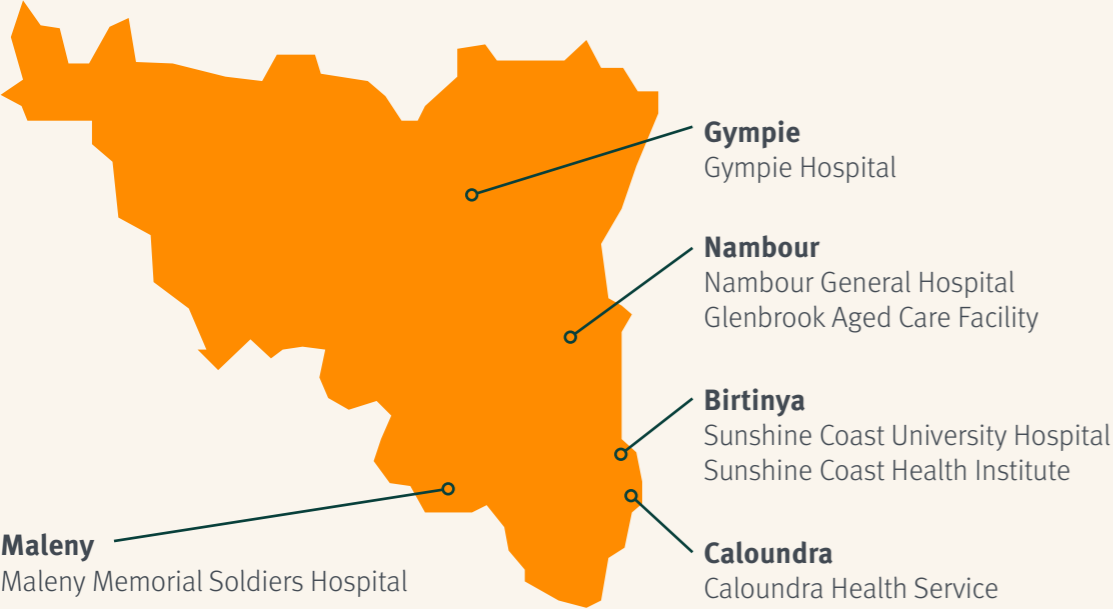 Gympie
Gympie Hospital
Nambour
Nambour General Hospital
Glenbrook Aged Care Facility
Birtinya
Sunshine Coast University Hospital
Sunshine Coast Health Institute
Caloundra
Caloundra Health Service
Maleny
Maleny Memorial Soldiers Hospital